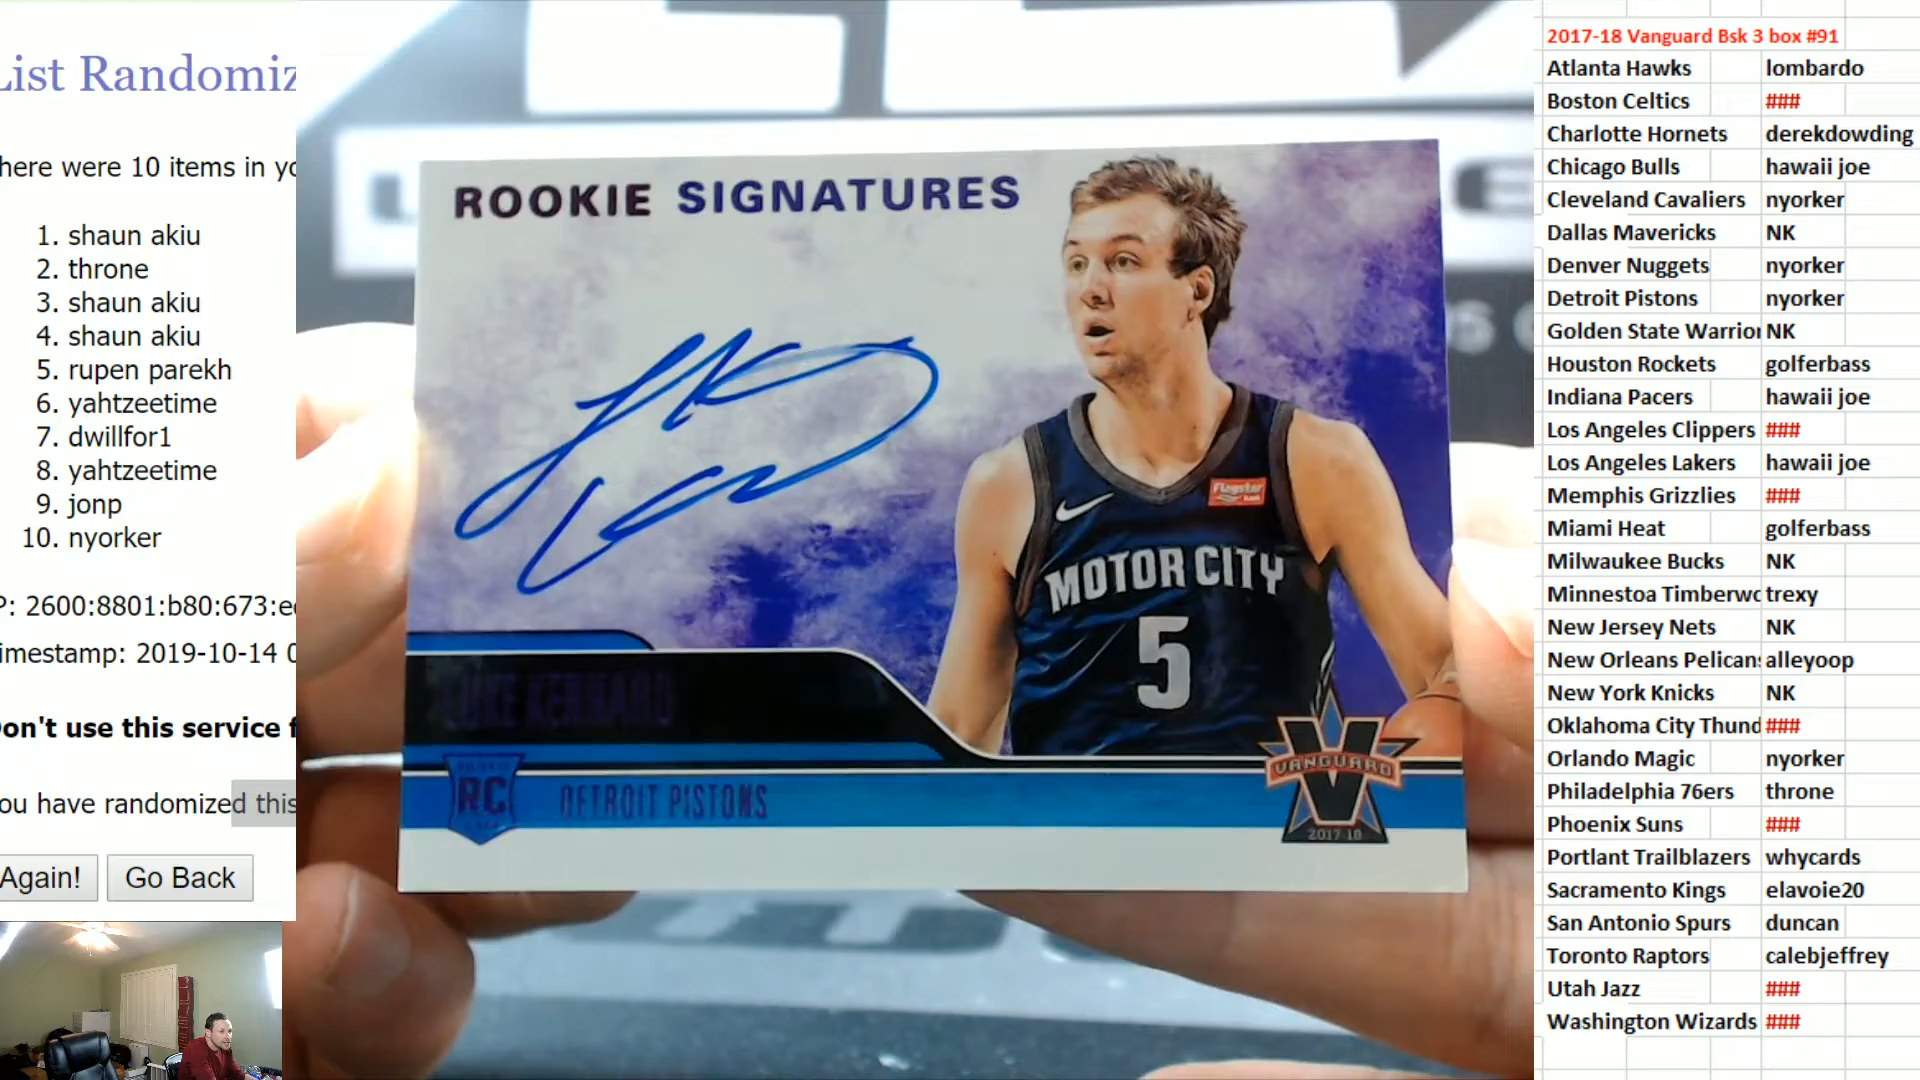 List Randomiz
here were 10 items in yo
1. shaun akiu
2. throne
3. shaun akiu
4. shaun akiu
5. rupen parekh
6. yahtzeetime
7. dwillfor1
8. yahtzeetime
9. jonp
10. nyorker
P: 2600:8801:b80:673:e
imestamp: 2019-10-14 0
on't use this service f
ou have randomized this
Again! Go Back
ROOKIE SIGNATURES
Flagstar
MOTOR CITY
5
LUKE KENNARD
RC
DETROIT PISTONS
VANGUARD
V
2017 18
2017-18 Vanguard Bsk 3 box #91
Atlanta Hawks lombardo
Boston Celtics ###
Charlotte Hornets derekdowding
Chicago Bulls hawaii joe
Cleveland Cavaliers nyorker
Dallas Mavericks NK
Denver Nuggets nyorker
Detroit Pistons nyorker
Golden State Warrior NK
Houston Rockets golferbass
Indiana Pacers hawaii joe
Los Angeles Clippers ###
Los Angeles Lakers hawaii joe
Memphis Grizzlies ###
Miami Heat golferbass
Milwaukee Bucks NK
Minnestoa Timberwo trexy
New Jersey Nets NK
New Orleans Pelicans alleyoop
New York Knicks NK
Oklahoma City Thund ###
Orlando Magic nyorker
Philadelphia 76ers throne
Phoenix Suns ###
Portlant Trailblazers whycards
Sacramento Kings elavoie20
San Antonio Spurs duncan
Toronto Raptors calebjeffrey
Utah Jazz ###
Washington Wizards ###